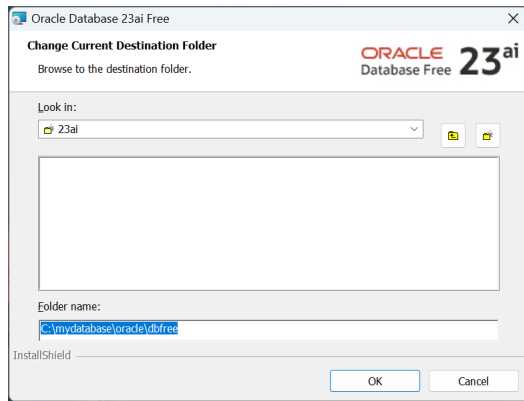 Oracle Database 23ai Free
Change Current Destination Folder
Browse to the destination folder.
ORACLE
Database Free 23ai
Look in:
23ai
Folder name:
C:\mydatabase\oracle\dbfree
InstallShield
OK Cancel